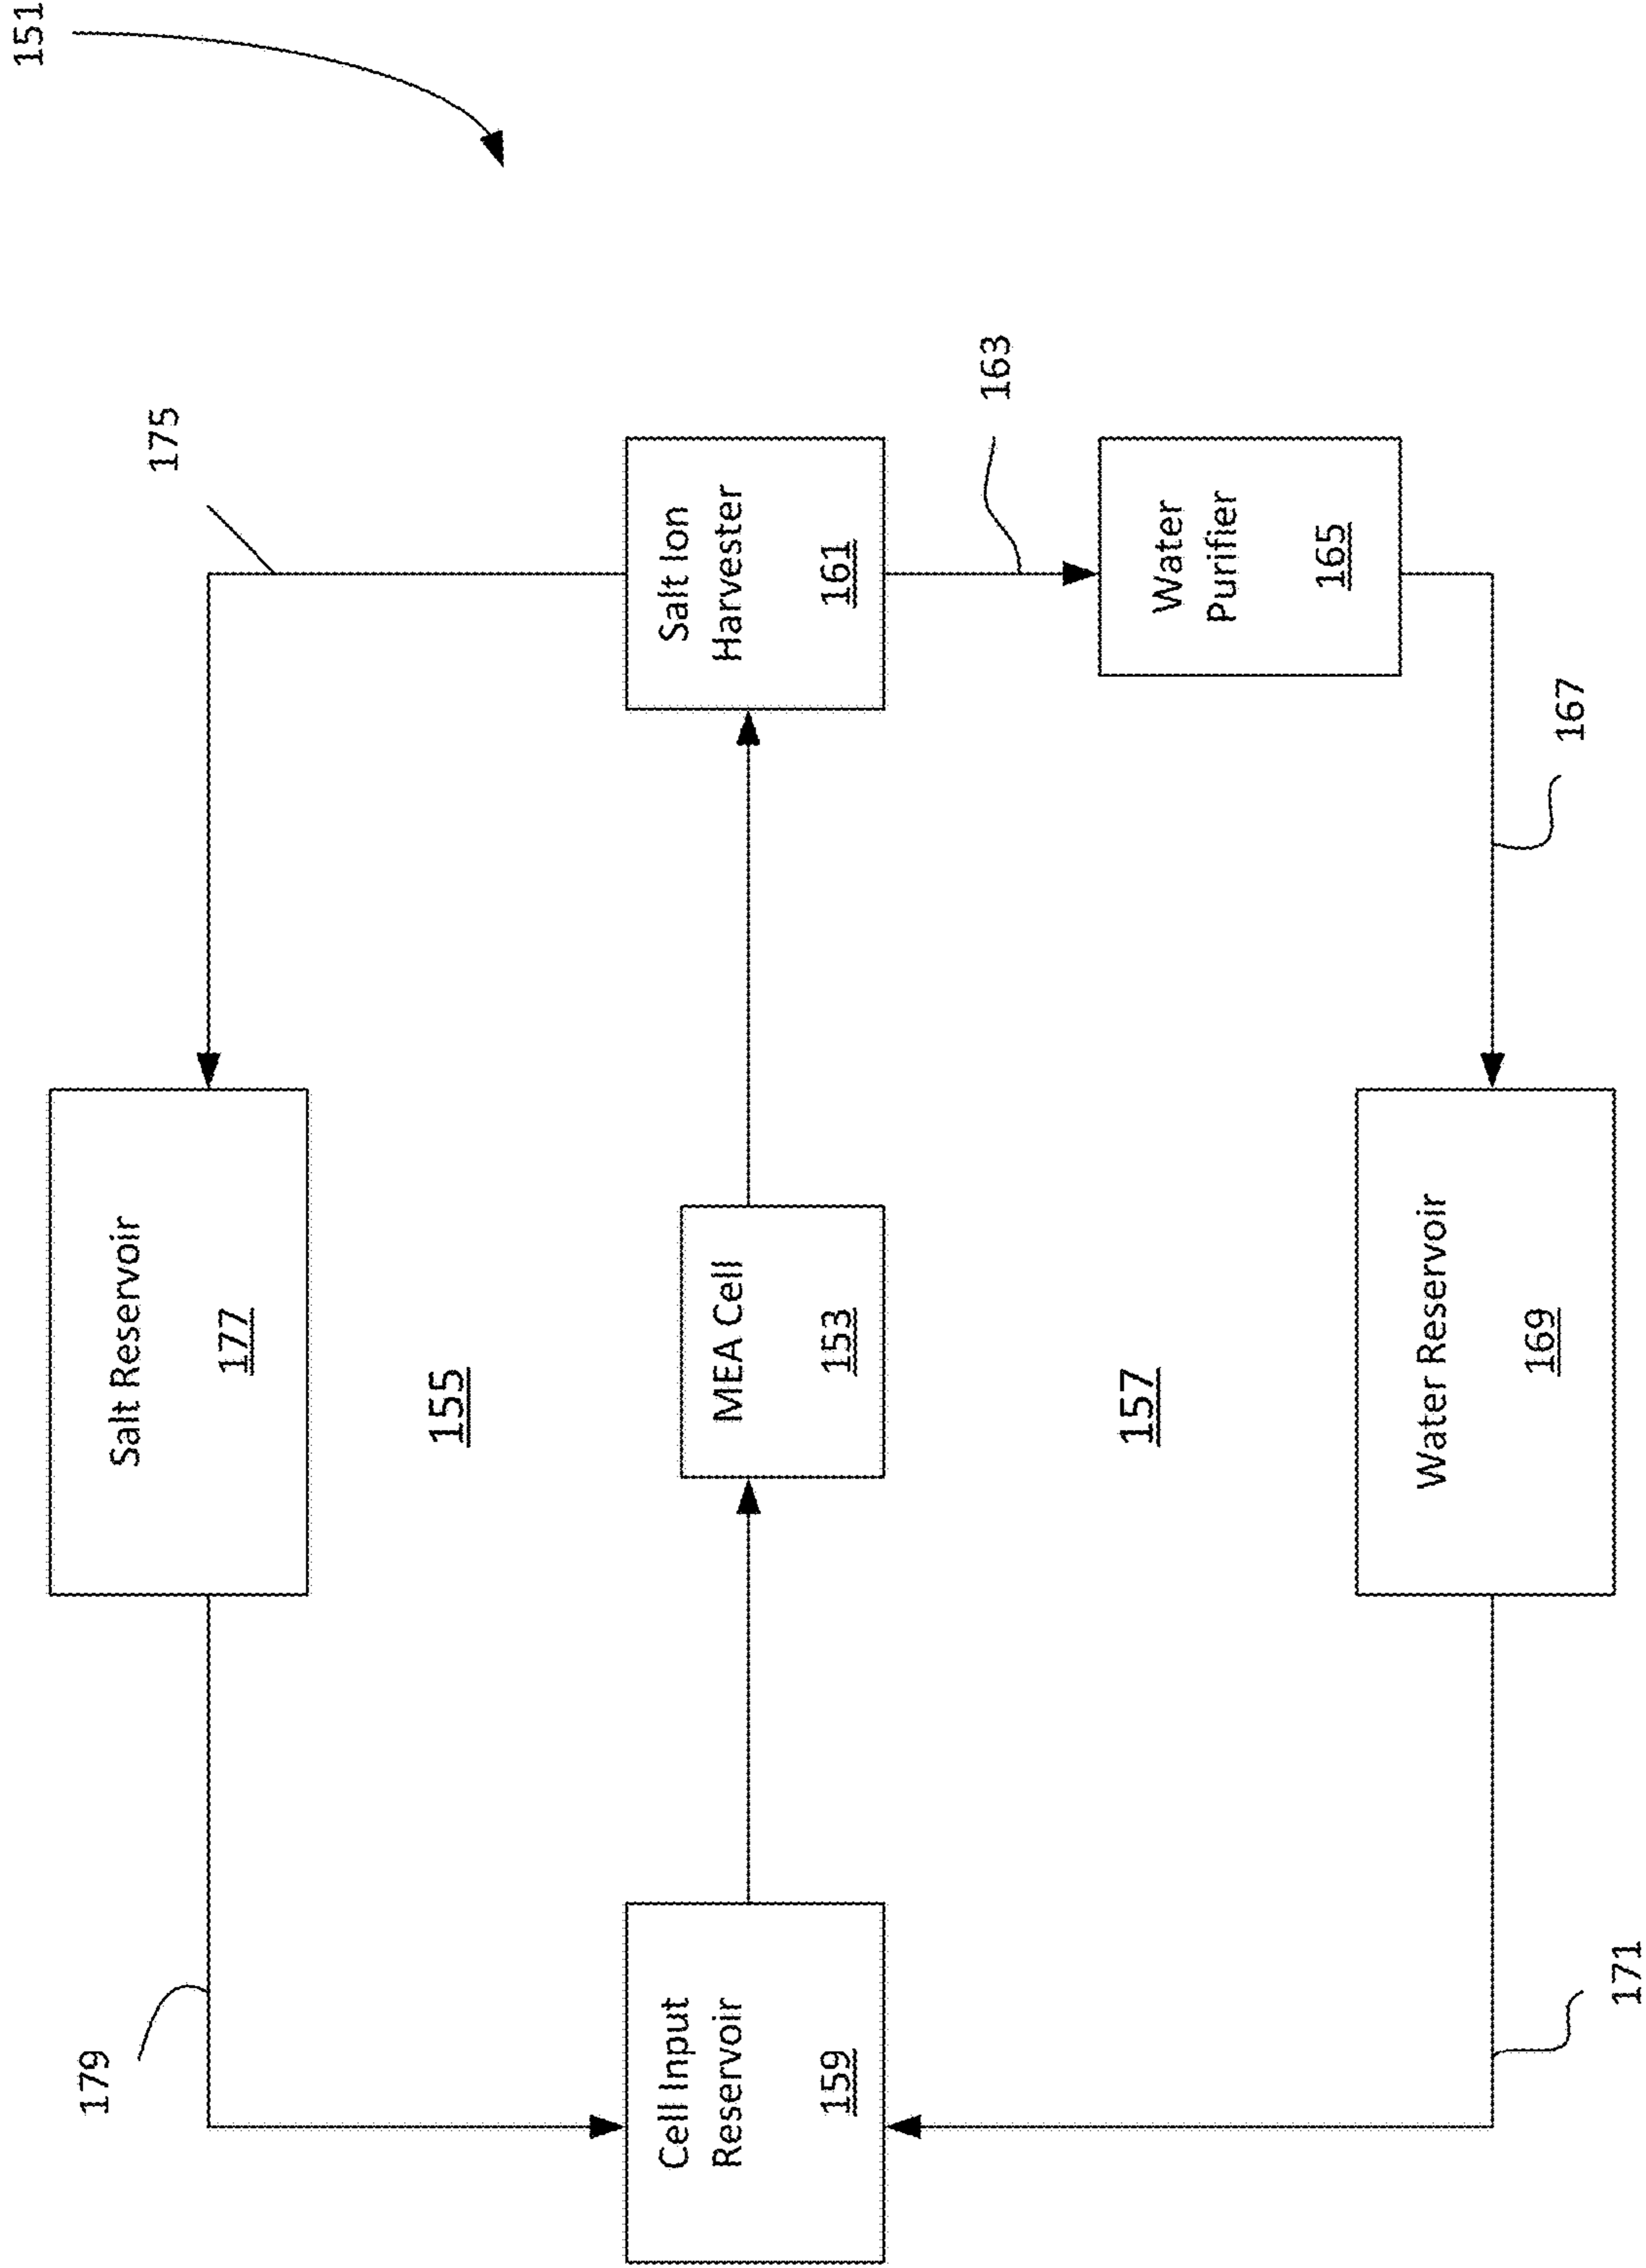 151
175
179
Salt Reservoir
177
155
Cell Input
Reservoir
159
MEA Cell
153
Salt Ion
Harvester
161
163
157
Water
Purifier
165
167
Water Reservoir
169
171